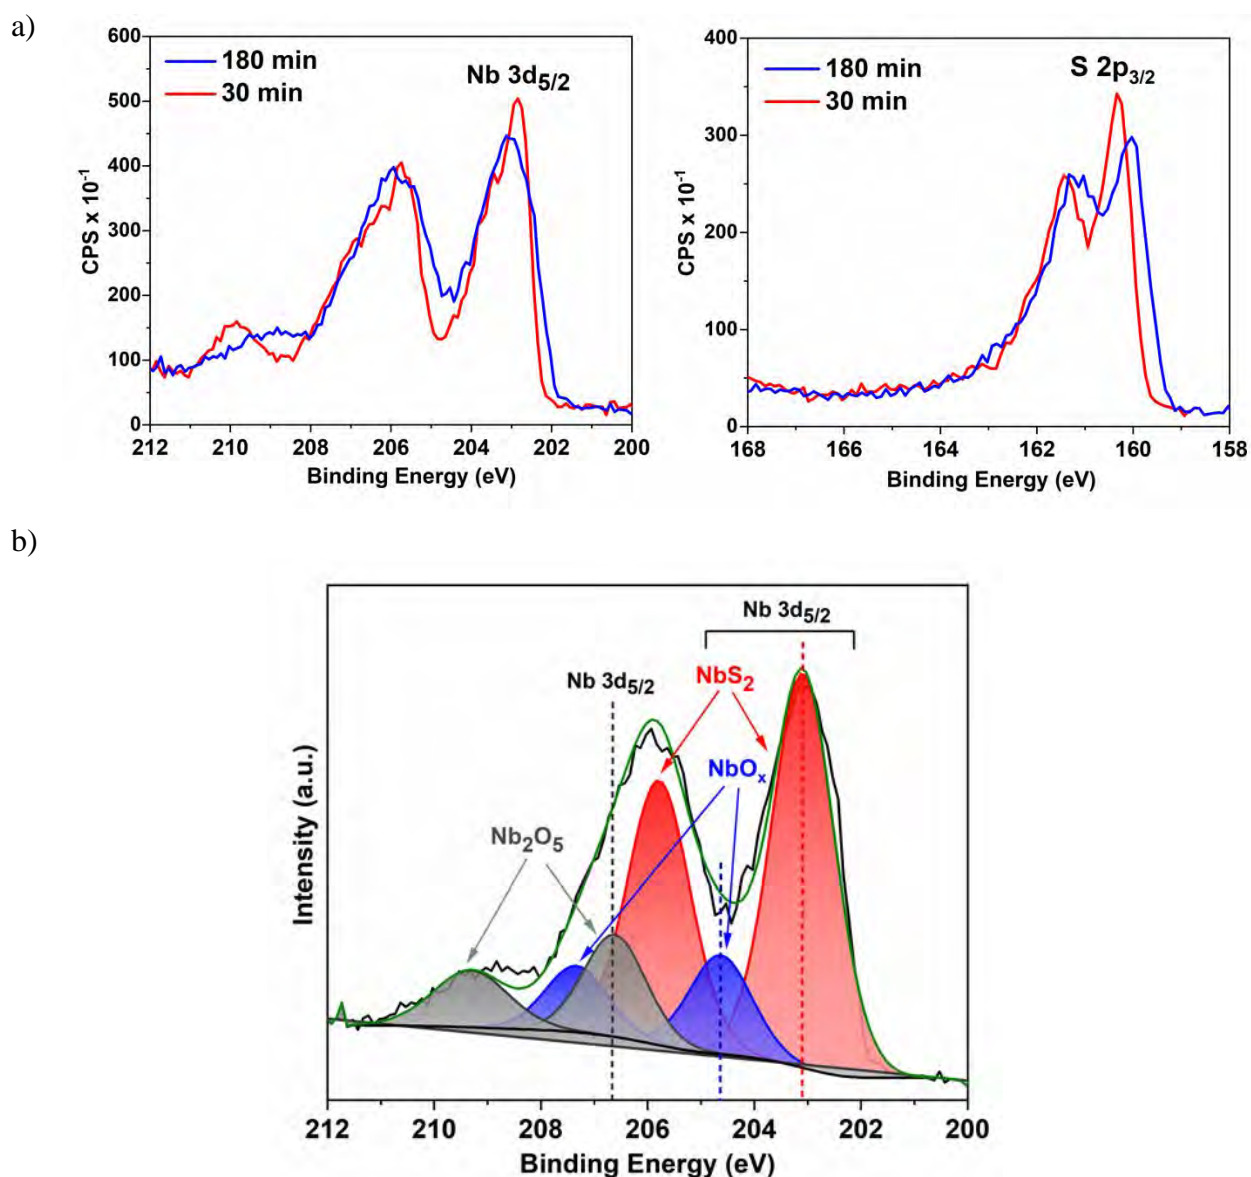 a)
180 min
30 min
Nb 3d5/2
CPS x 10-1
600
500
400
300
200
100
0
212 210 208 206 204 202 200
Binding Energy (eV)
180 min
30 min
S 2p3/2
CPS x 10-1
400
300
200
100
0
168 166 164 162 160 158
Binding Energy (eV)
b)
Nb 3d5/2
Nb 3d5/2
NbS2
NbOx
Nb2O5
Intensity (a.u.)
212 210 208 206 204 202 200
Binding Energy (eV)